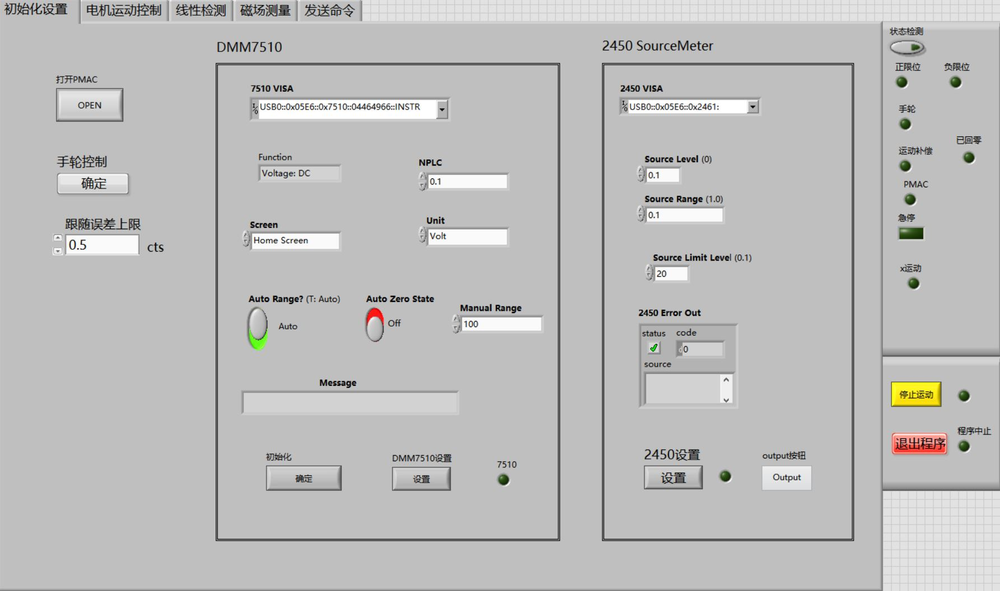 初始化设置
电机运动控制
线性检测
磁场测量
发送命令
打开PMAC
OPEN
手轮控制
确定
跟随误差上限
0.5
cts
DMM7510
7510 VISA
USB0::0x05E6::0x7510::04464966::INSTR
Function
Voltage: DC
NPLC
0.1
Screen
Home Screen
Unit
Volt
Auto Range? (T: Auto)
Auto
Auto Zero State
Off
Manual Range
100
Message
初始化
确定
DMM7510设置
设置
7510
2450 SourceMeter
2450 VISA
USB0::0x05E6::0x2461:
Source Level (0)
0.1
Source Range (1.0)
0.1
Source Limit Level (0.1)
20
2450 Error Out
status
code
d0
source
2450设置
设置
output按钮
Output
状态检测
正限位
负限位
手轮
已回零
运动补偿
PMAC
急停
x运动
停止运动
程序中止
退出程序